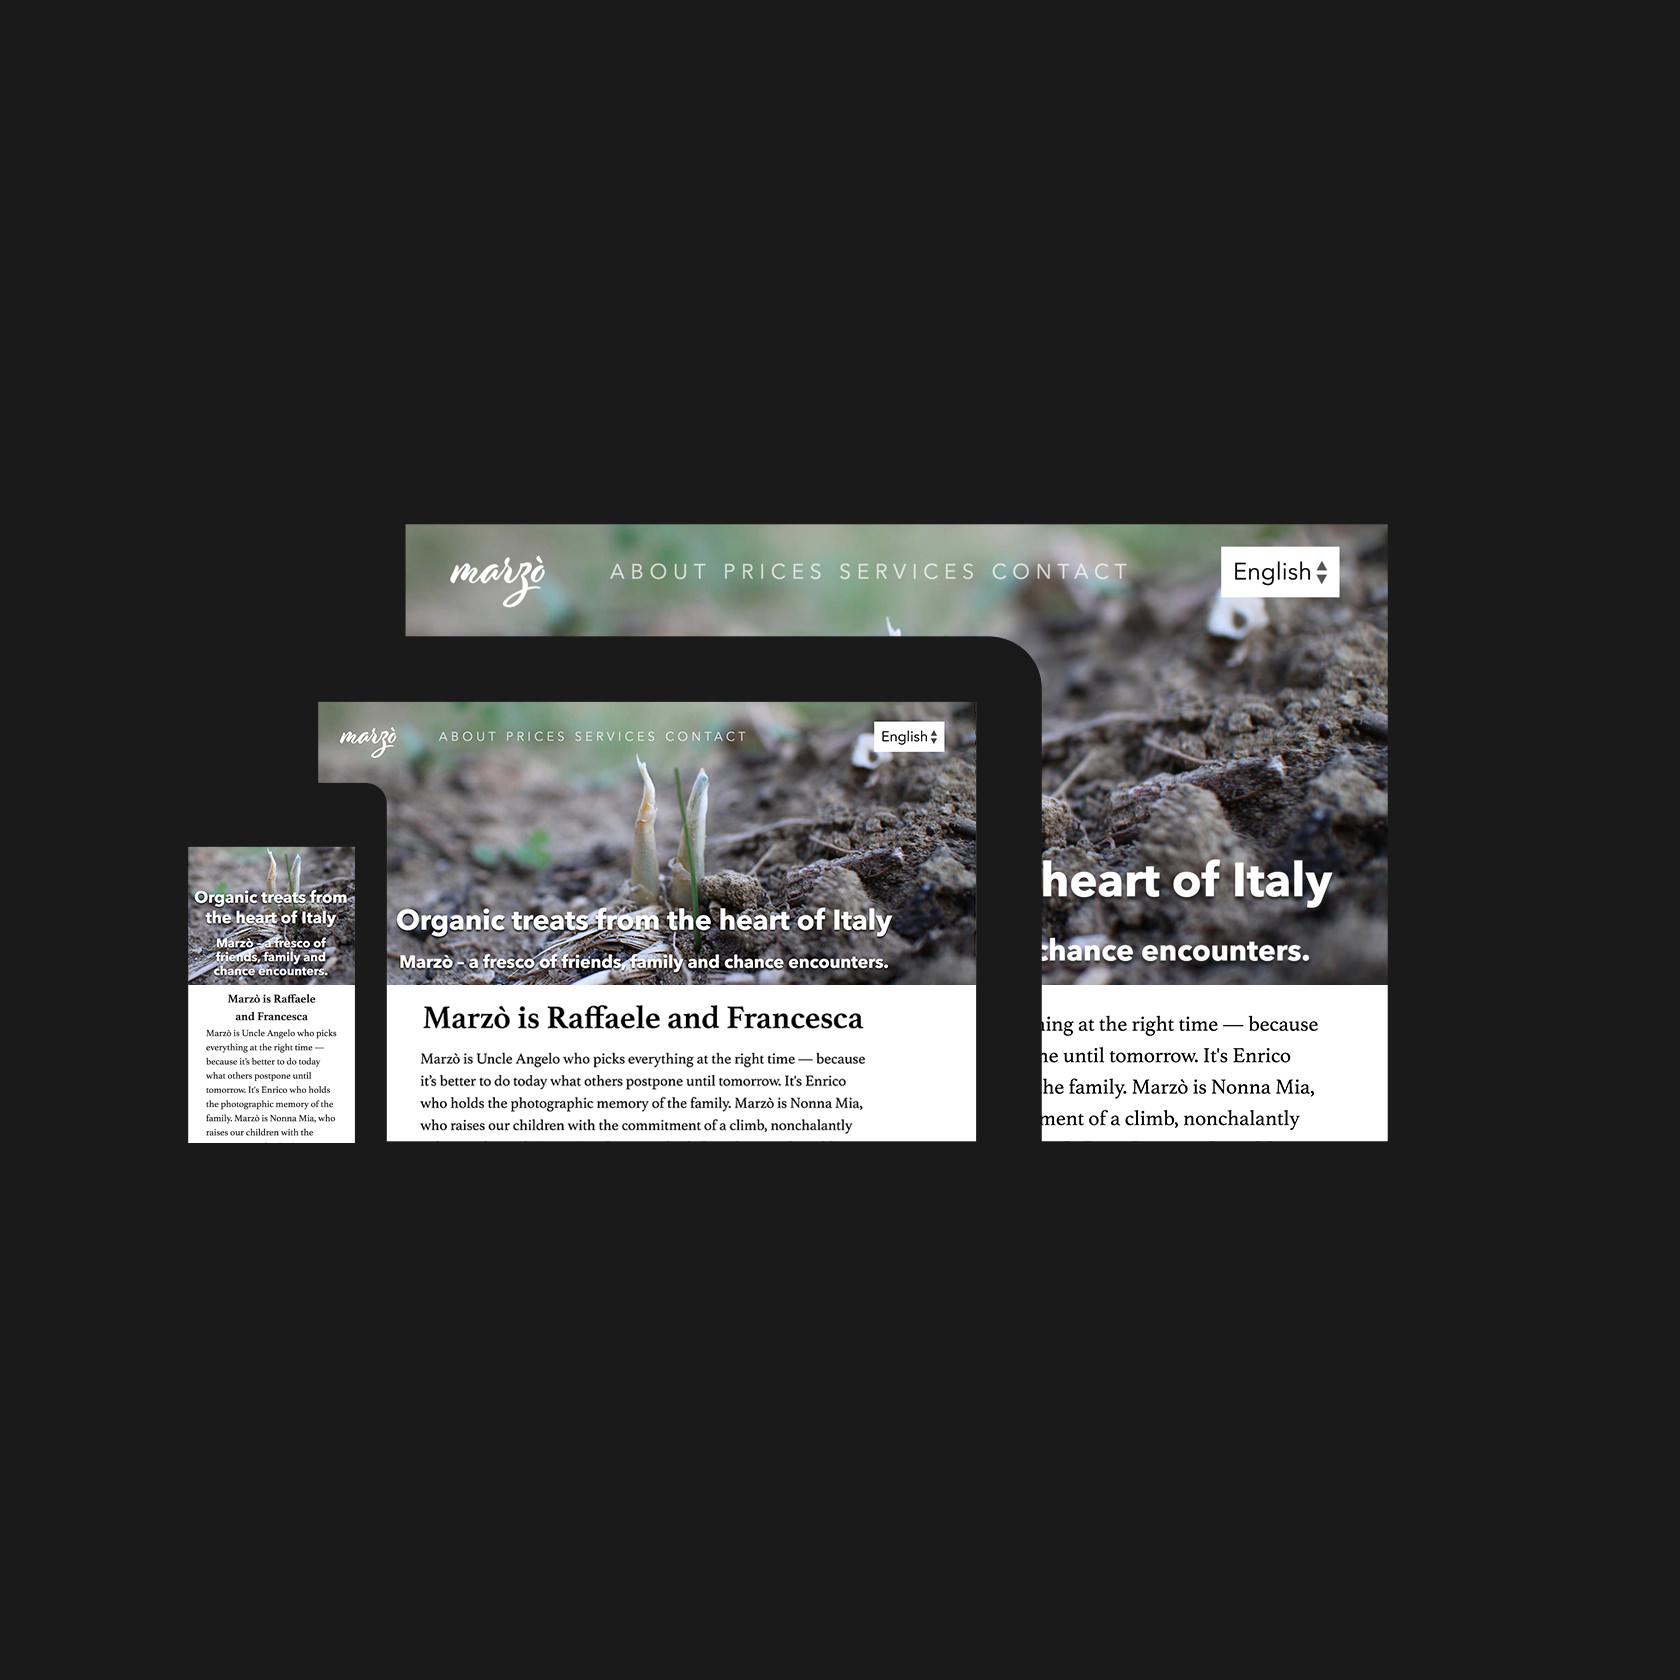 marzò
ABOUT PRICES SERVICES CONTACT
English
heart of Italy
chance encounters.
at the right time — because
until tomorrow. It's Enrico
the family. Marzò is Nonna Mia,
of a climb, nonchalantly
marzò
ABOUT PRICES SERVICES CONTACT
English
Organic treats from the heart of Italy
Marzò – a fresco of friends, family and chance encounters.
Marzò is Raffaele and Francesca
Marzò is Uncle Angelo who picks everything at the right time — because
it's better to do today what others postpone until tomorrow. It's Enrico
who holds the photographic memory of the family. Marzò is Nonna Mia,
who raises our children with the commitment of a climb, nonchalantly
Organic treats from
the heart of Italy
Marzò – a fresco of
friends, family and
chance encounters.
Marzò is Raffaele
and Francesca
Marzò is Uncle Angelo who picks
everything at the right time —
because it's better to do today
what others postpone until
tomorrow. It's Enrico who holds
the photographic memory of the
family. Marzò is Nonna Mia, who
raises our children with the